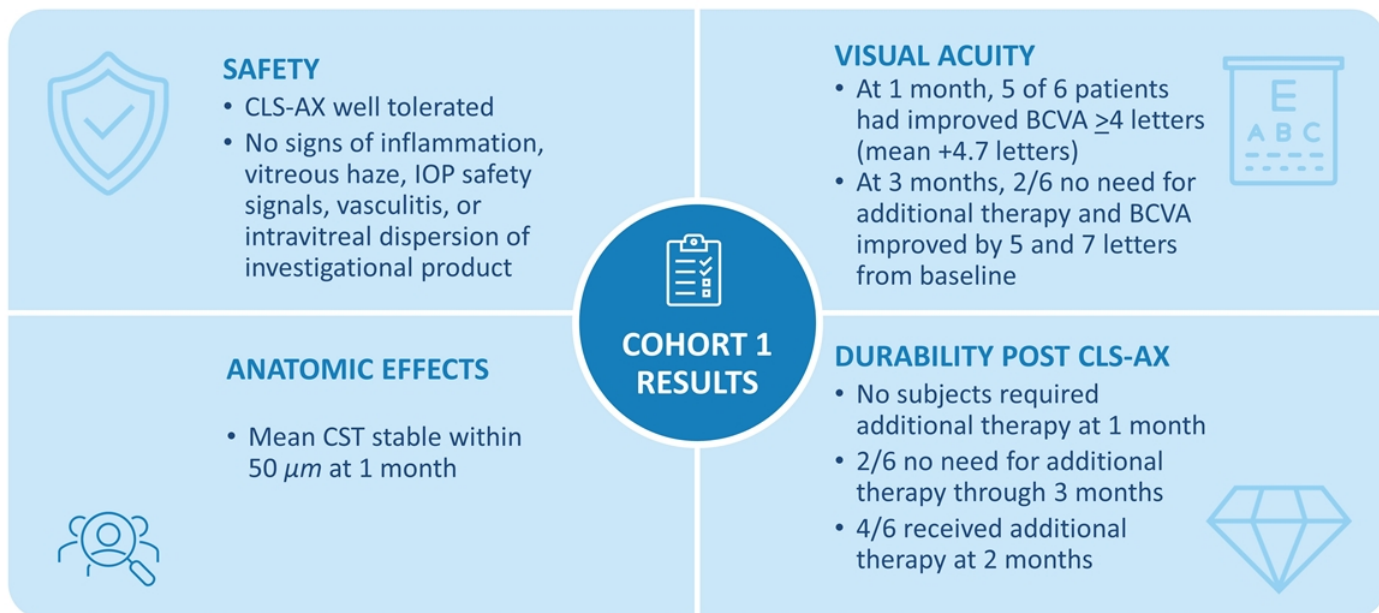 SAFETY
• CLS-AX well tolerated
• No signs of inflammation,
vitreous haze, IOP safety
signals, vasculitis, or
intravitreal dispersion of
investigational product
VISUAL ACUITY
• At 1 month, 5 of 6 patients
had improved BCVA ≥4 letters
(mean +4.7 letters)
• At 3 months, 2/6 no need for
additional therapy and BCVA
improved by 5 and 7 letters
from baseline
E
A B C
COHORT 1
RESULTS
ANATOMIC EFFECTS
• Mean CST stable within
50 μm at 1 month
DURABILITY POST CLS-AX
• No subjects required
additional therapy at 1 month
• 2/6 no need for additional
therapy through 3 months
• 4/6 received additional
therapy at 2 months